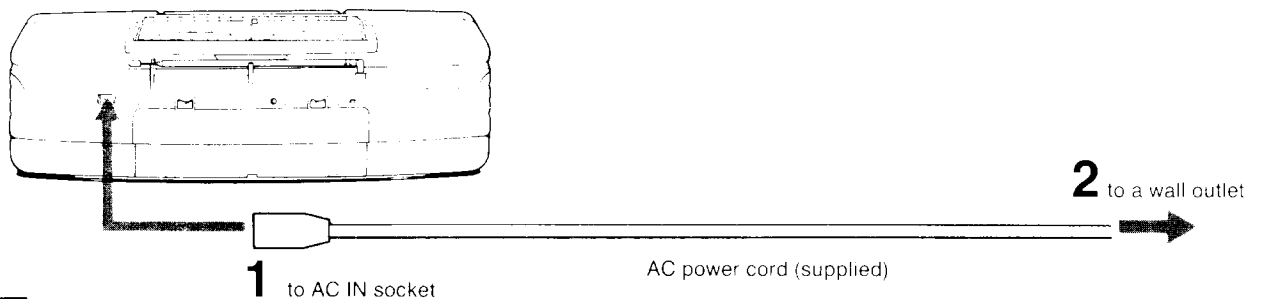 2 to a wall outlet
AC power cord (supplied)
1 to AC IN socket